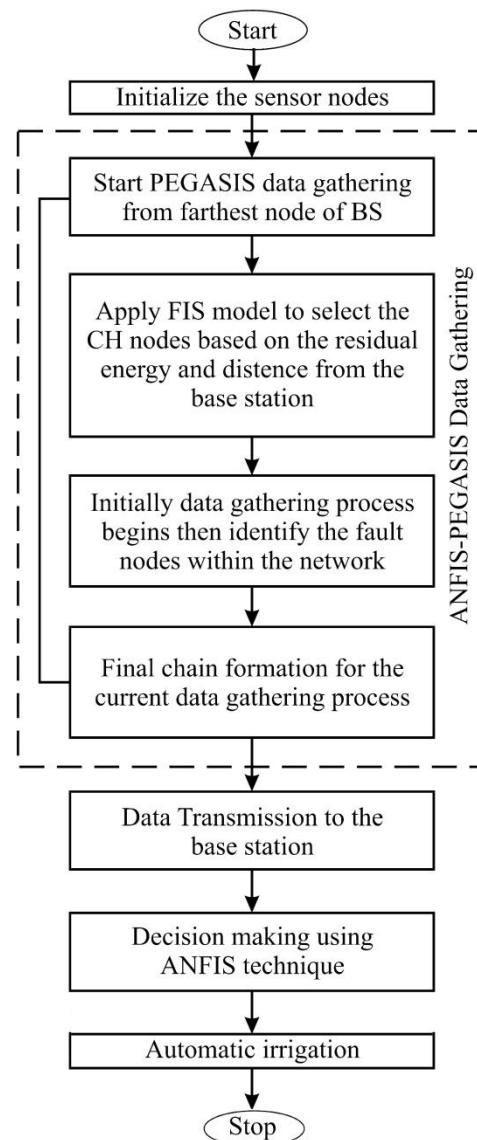 Start
Initialize the sensor nodes
Start PEGASIS data gathering
from farthest node of BS
Apply FIS model to select the
CH nodes based on the residual
energy and distence from the
base station
Initially data gathering process
begins then identify the fault
nodes within the network
Final chain formation for the
current data gathering process
ANFIS-PEGASIS Data Gathering
Data Transmission to the
base station
Decision making using
ANFIS technique
Automatic irrigation
Stop